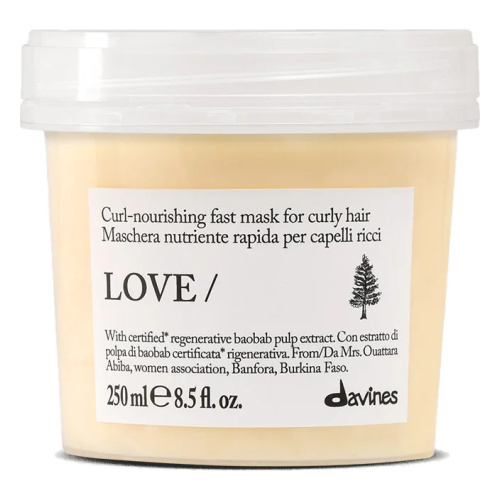 Curl-nourishing fast mask for curly hair
Maschera nutriente rapida per capelli ricci
LOVE /
With certified* regenerative baobab pulp extract. Con estratto di
polpa di baobab certificata* rigenerativa. From/Da Mrs. Ouattara
Abiba, women association, Banfora, Burkina Faso.
250 ml ℮ 8.5 fl. oz.
davines